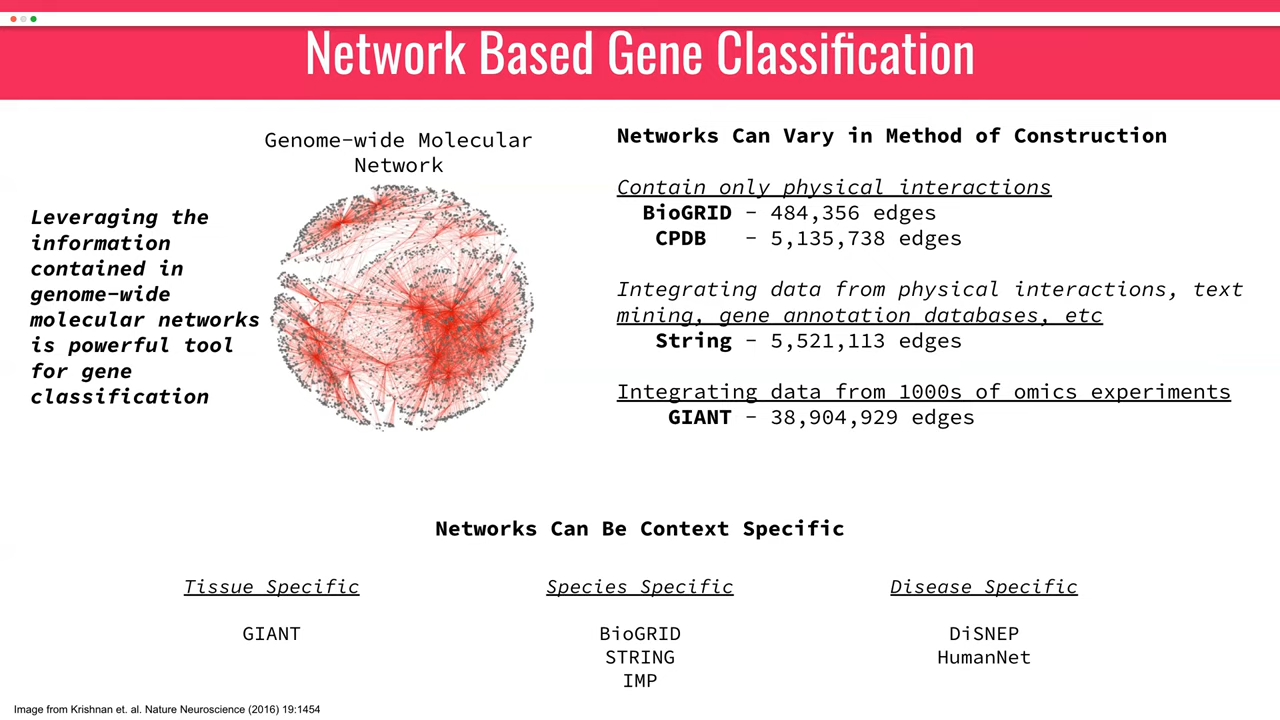 Network Based Gene Classification
Genome-wide Molecular
Network
Leveraging the
information
contained in
genome-wide
molecular networks
is powerful tool
for gene
classification
Networks Can Vary in Method of Construction
Contain only physical interactions
BioGRID - 484,356 edges
CPDB - 5,135,738 edges
Integrating data from physical interactions, text
mining, gene annotation databases, etc
String - 5,521,113 edges
Integrating data from 1000s of omics experiments
GIANT - 38,904,929 edges
Networks Can Be Context Specific
Tissue Specific
GIANT
Species Specific
BioGRID
STRING
IMP
Disease Specific
DiSNEP
HumanNet
Image from Krishnan et. al. Nature Neuroscience (2016) 19:1454